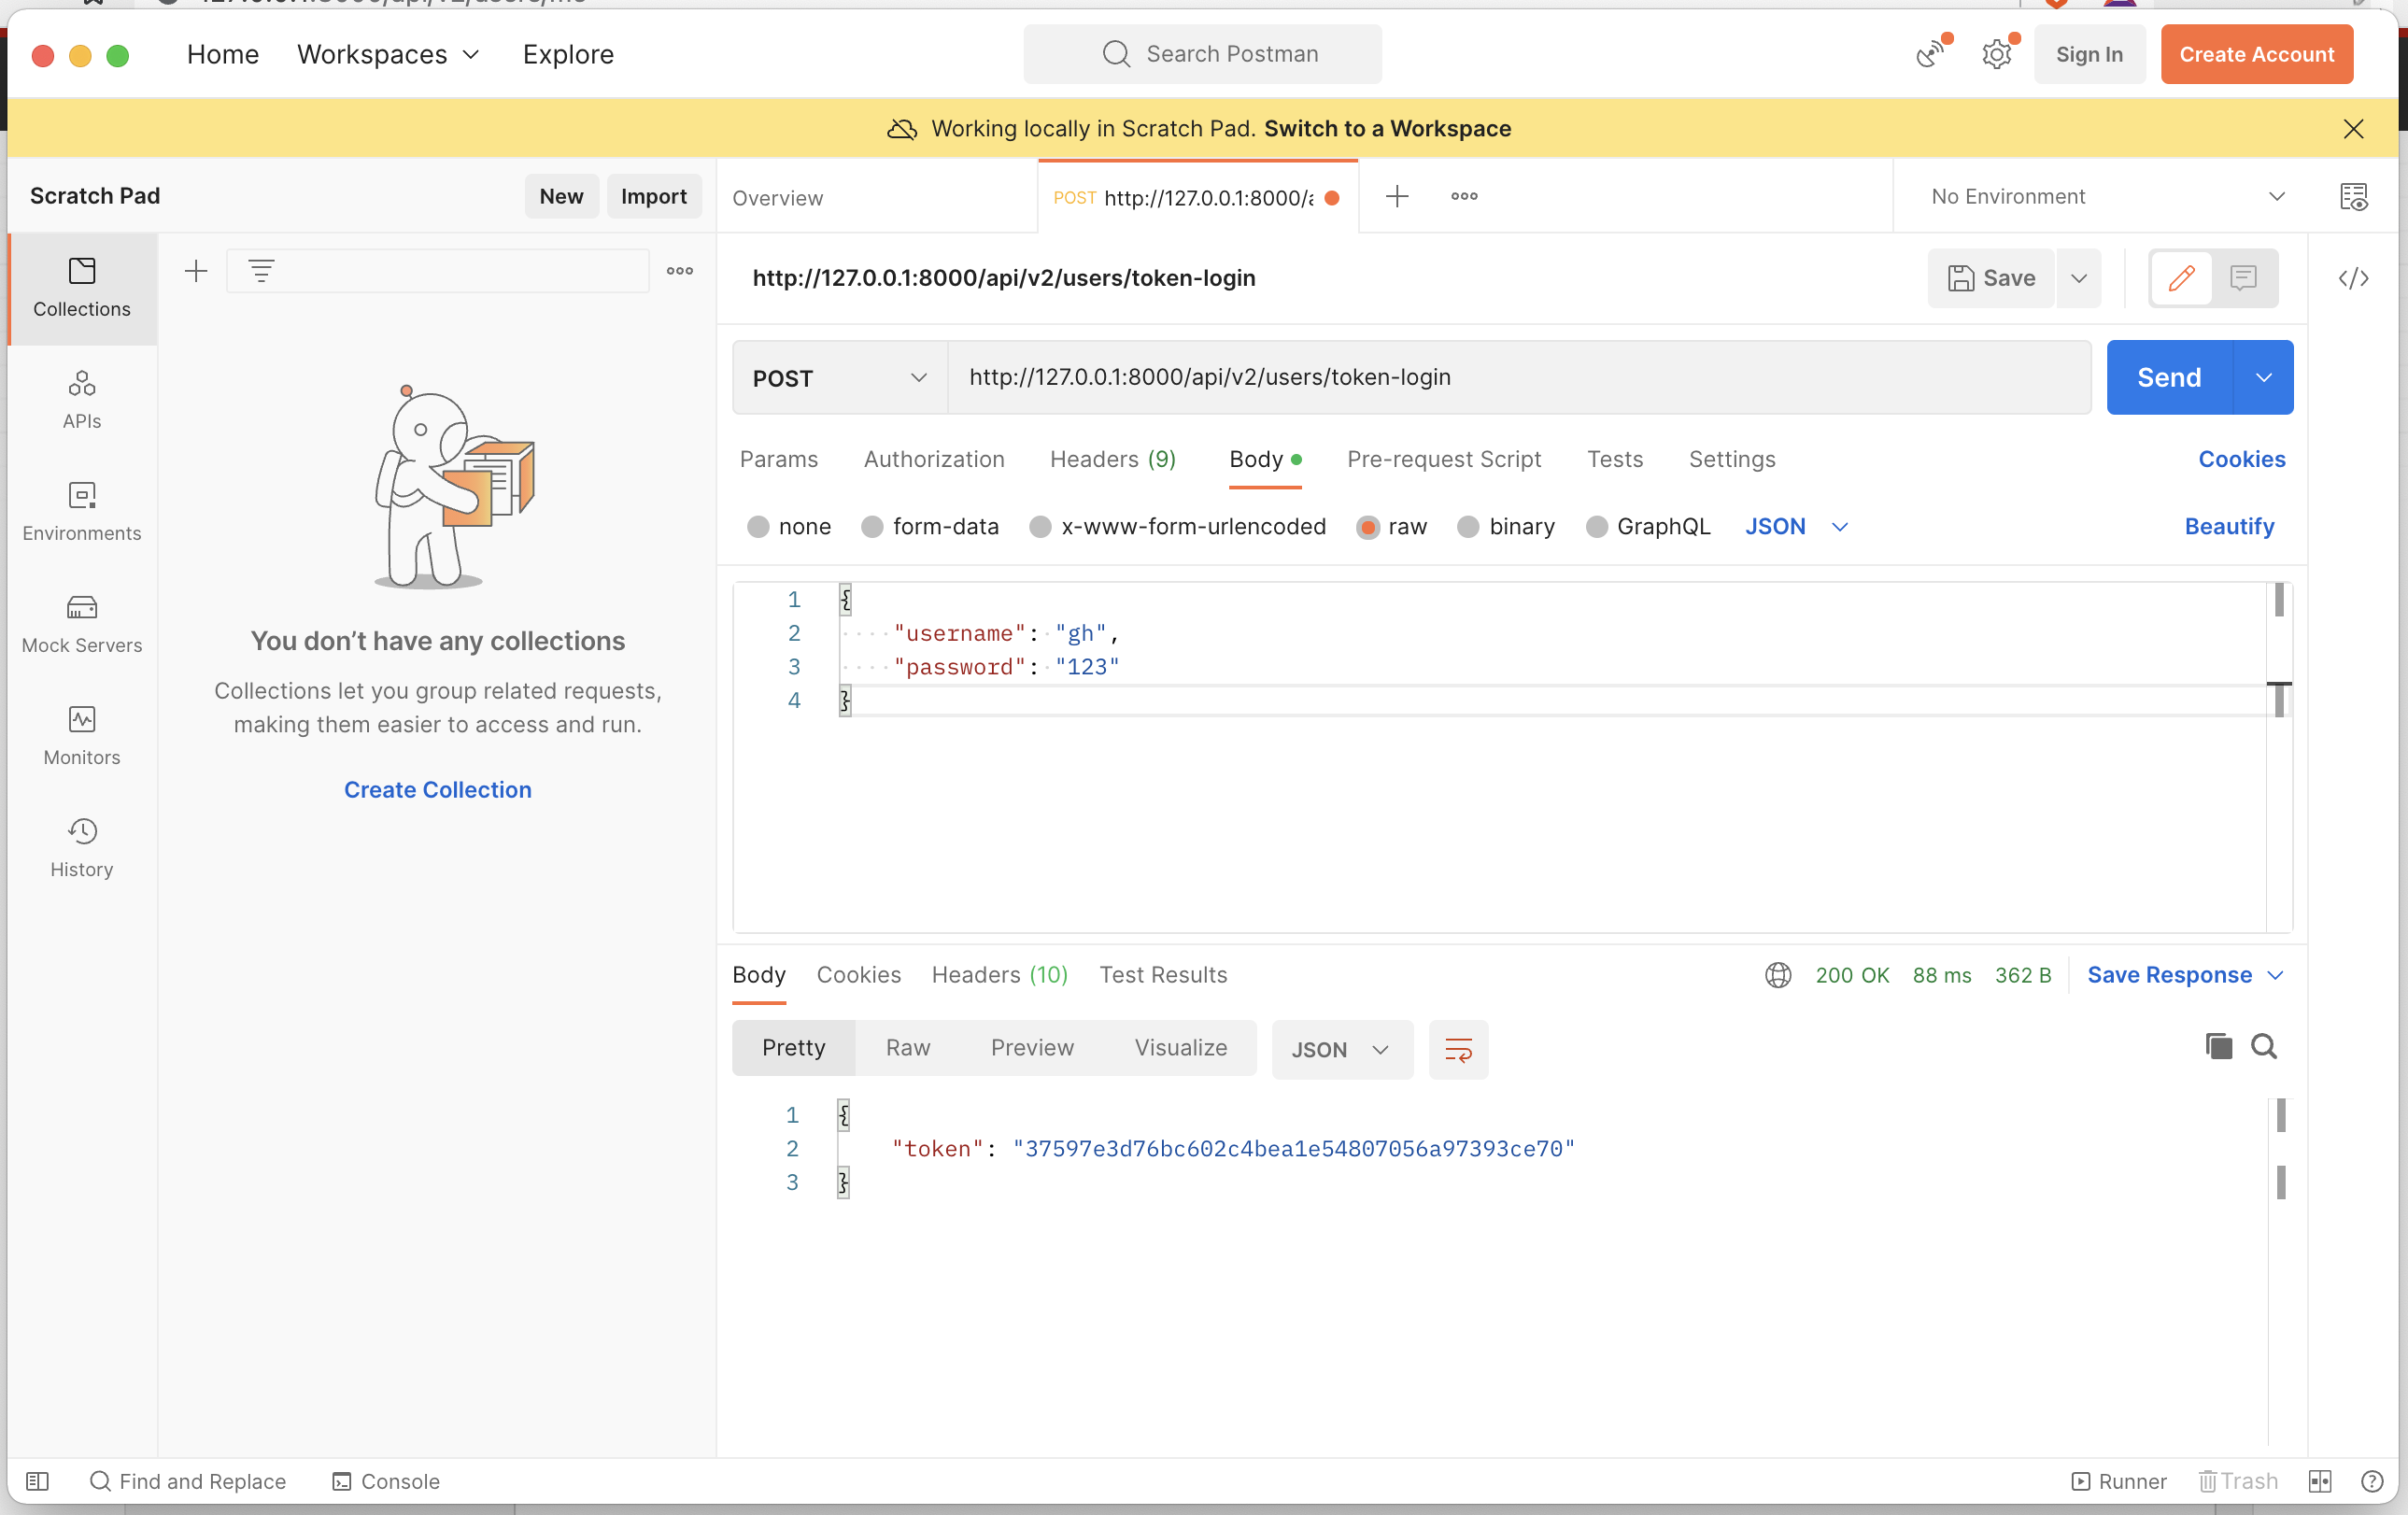 Home Workspaces Explore Search Postman Sign In Create Account
Working locally in Scratch Pad. Switch to a Workspace
Scratch Pad New Import Overview POST http://127.0.0.1:8000/a No Environment
Collections
APIs
Environments
Mock Servers
Monitors
History
You don’t have any collections
Collections let you group related requests,
making them easier to access and run.
Create Collection
http://127.0.0.1:8000/api/v2/users/token-login Save
POST http://127.0.0.1:8000/api/v2/users/token-login Send
Params Authorization Headers (9) Body Pre-request Script Tests Settings Cookies
none form-data x-www-form-urlencoded raw binary GraphQL JSON Beautify
1 {
2 "username": "gh",
3 "password": "123"
4 }
Body Cookies Headers (10) Test Results 200 OK 88 ms 362 B Save Response
Pretty Raw Preview Visualize JSON
1 {
2 "token": "37597e3d76bc602c4bea1e54807056a97393ce70"
3 }
Find and Replace Console Runner Trash